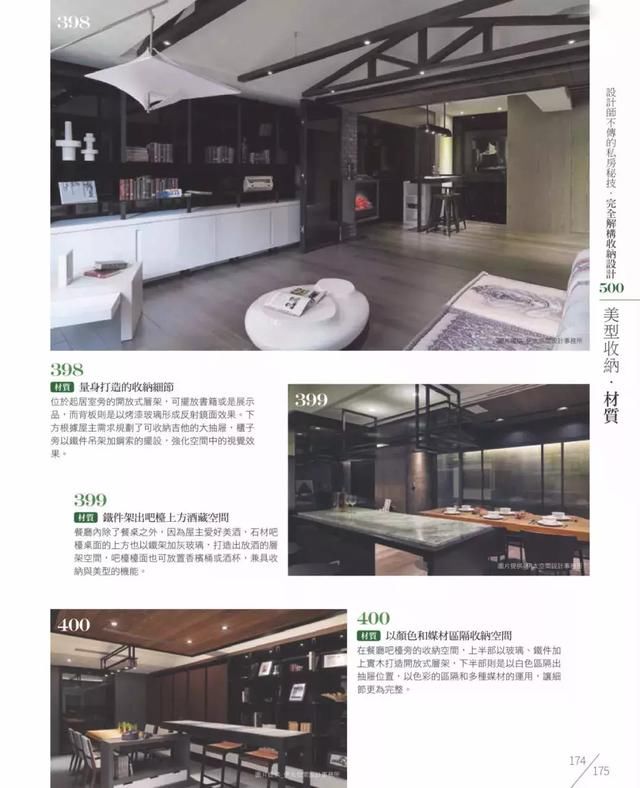 398
圖片提供_伊太空間設計事務所
設計師不傳的私房秘技．完全解構收納設計
500
美型收納．材質
398
材質 量身打造的收納細節
位於起居室旁的開放式層架，可擺放書籍或是展示
品，而背板則是以烤漆玻璃形成反射鏡面效果。下
方根據屋主需求規劃了可收納吉他的大抽屜，櫃子
旁以鐵件吊架加鋼索的擺設，強化空間中的視覺效
果。
399
圖片提供_伊太空間設計事務所
399
材質 鐵件架出吧檯上方酒藏空間
餐廳內除了餐桌之外，因為屋主愛好美酒，石材吧
檯桌面的上方也以鐵架加灰玻璃，打造出放酒的層
架空間，吧檯檯面也可放置香檳桶或酒杯，兼具收
納與美型的機能。
400
圖片提供_伊太空間設計事務所
400
材質 以顏色和媒材區隔收納空間
在餐廳吧檯旁的收納空間，上半部以玻璃、鐵件加
上實木打造開放式層架，下半部則是以白色區隔出
抽屜位置，以色彩的區隔和多種媒材的運用，讓細
節更為完整。
174
175